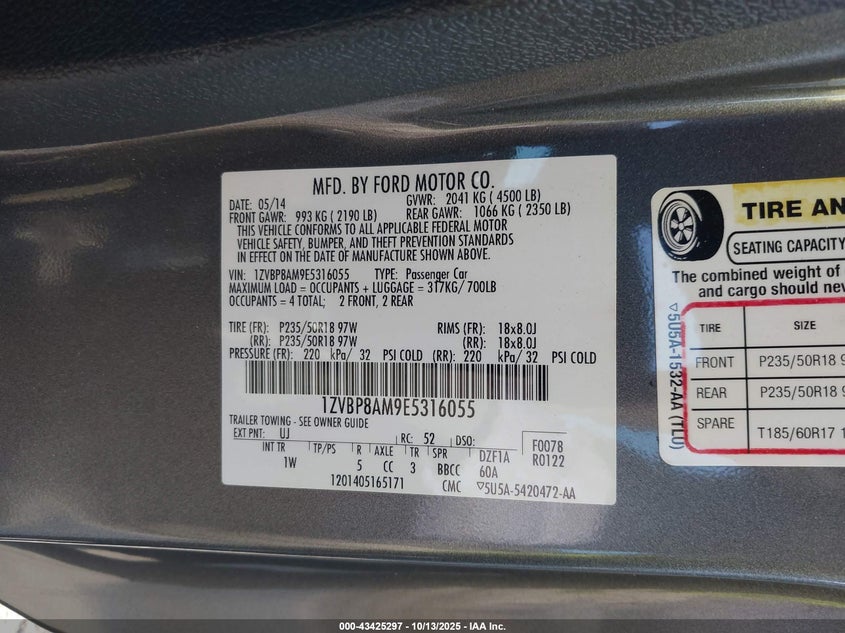 MFD. BY FORD MOTOR CO.
DATE: 05/14 GVWR: 2041 KG ( 4500 LB)
FRONT GAWR: 993 KG ( 2190 LB) REAR GAWR: 1066 KG ( 2350 LB)
THIS VEHICLE CONFORMS TO ALL APPLICABLE FEDERAL MOTOR
VEHICLE SAFETY, BUMPER, AND THEFT PREVENTION STANDARDS
IN EFFECT ON THE DATE OF MANUFACTURE SHOWN ABOVE.
VIN: 1ZVBP8AM9E5316055 TYPE: Passenger Car
MAXIMUM LOAD = OCCUPANTS + LUGGAGE = 317KG/ 700LB
OCCUPANTS = 4 TOTAL; 2 FRONT, 2 REAR
TIRE (FR): P235/50R18 97W RIMS (FR): 18x8.0J
(RR): P235/50R18 97W (RR): 18x8.0J
PRESSURE (FR): 220 kPa/ 32 PSI COLD (RR): 220 kPa/ 32 PSI COLD
1ZVBP8AM9E5316055
TRAILER TOWING - SEE OWNER GUIDE
EXT PNT: UJ RC: 52 DSO: F0078
INT TR TP/PS R AXLE TR SPR DZF1A R0122
1W 5 CC 3 BBCC 60A
1201405165171 CMC ▽5U5A-5420472-AA
TIRE AN
SEATING CAPACITY
The combined weight of
and cargo should nev
▽5U5A-1532-AA (TLU)
TIRE SIZE
FRONT P235/50R18 9
REAR P235/50R18 9
SPARE T185/60R17 1
000-43425297 - 10/13/2025 - IAA Inc.